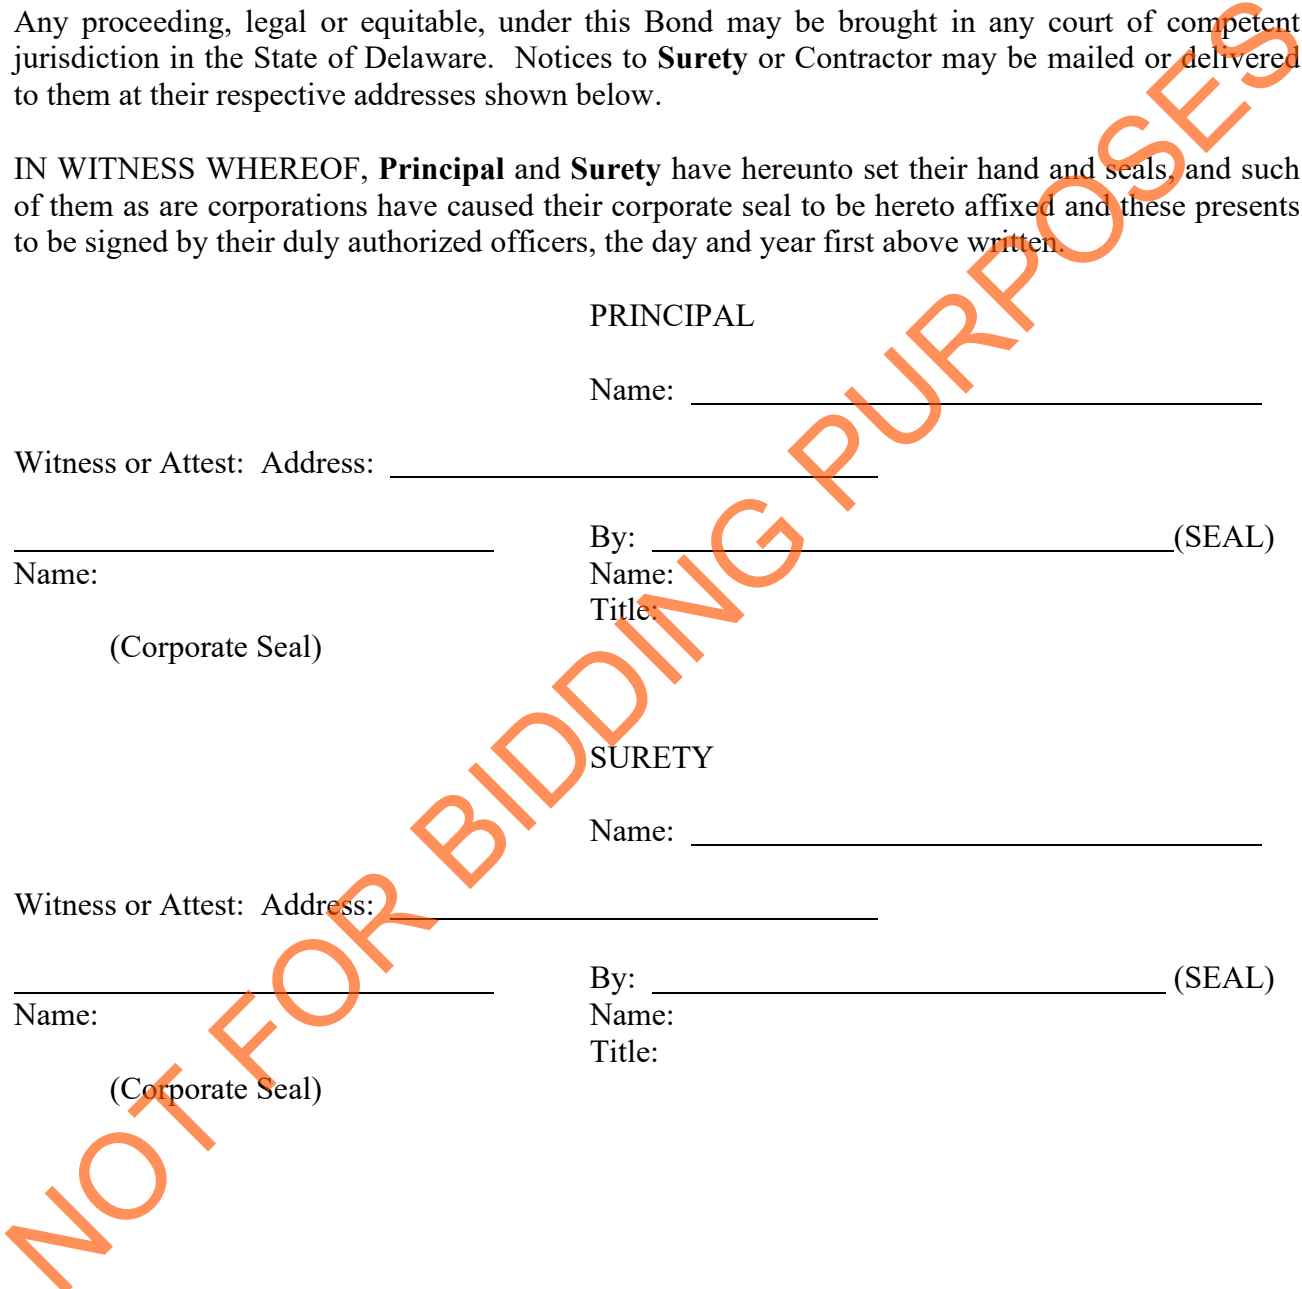 Any proceeding, legal or equitable, under this Bond may be brought in any court of competent
jurisdiction in the State of Delaware. Notices to Surety or Contractor may be mailed or delivered
to them at their respective addresses shown below.
IN WITNESS WHEREOF, Principal and Surety have hereunto set their hand and seals, and such
of them as are corporations have caused their corporate seal to be hereto affixed and these presents
to be signed by their duly authorized officers, the day and year first above written.
PRINCIPAL
Name:
Witness or Attest: Address:
By: (SEAL)
Name: Name:
Title:
(Corporate Seal)
SURETY
Name:
Witness or Attest: Address:
By: (SEAL)
Name: Name:
Title:
(Corporate Seal)
NOT FOR BIDDING PURPOSES